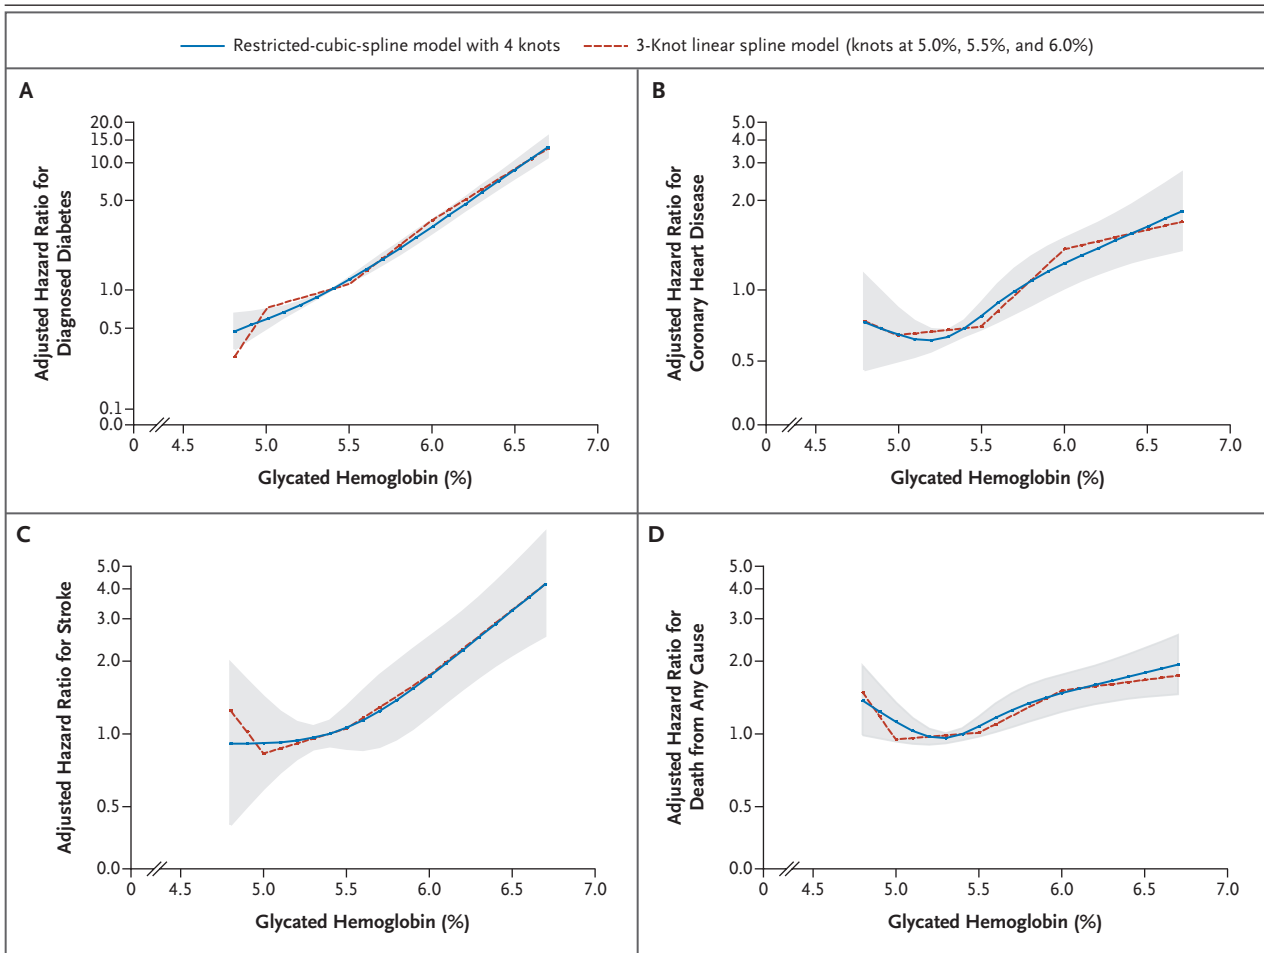 Restricted-cubic-spline model with 4 knots
3-Knot linear spline model (knots at 5.0%, 5.5%, and 6.0%)
A
Adjusted Hazard Ratio for
Diagnosed Diabetes
20.0
15.0
10.0
5.0
1.0
0.5
0.1
0.0
0 4.5 5.0 5.5 6.0 6.5 7.0
Glycated Hemoglobin (%)
B
Adjusted Hazard Ratio for
Coronary Heart Disease
5.0
4.0
3.0
2.0
1.0
0.5
0.0
0 4.5 5.0 5.5 6.0 6.5 7.0
Glycated Hemoglobin (%)
C
Adjusted Hazard Ratio for Stroke
5.0
4.0
3.0
2.0
1.0
0.5
0.0
0 4.5 5.0 5.5 6.0 6.5 7.0
Glycated Hemoglobin (%)
D
Adjusted Hazard Ratio for
Death from Any Cause
5.0
4.0
3.0
2.0
1.0
0.5
0.0
0 4.5 5.0 5.5 6.0 6.5 7.0
Glycated Hemoglobin (%)